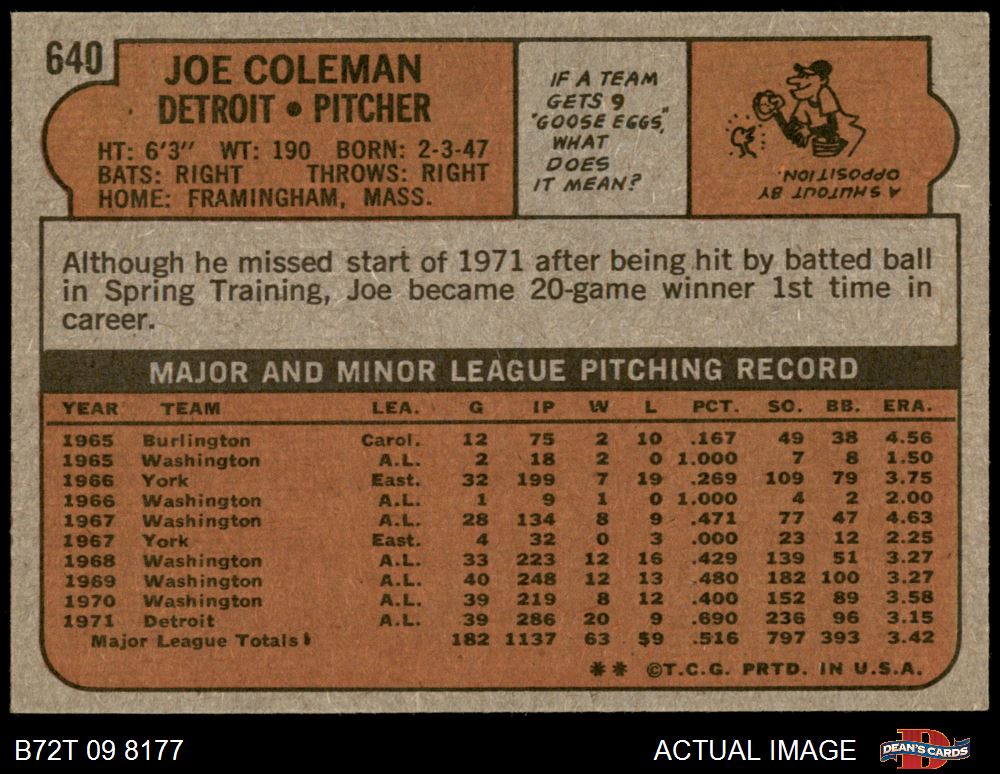 640
JOE COLEMAN
DETROIT • PITCHER
HT: 6'3" WT: 190 BORN: 2-3-47
BATS: RIGHT THROWS: RIGHT
HOME: FRAMINGHAM, MASS.
IF A TEAM
GETS 9
"GOOSE EGGS,"
WHAT
DOES
IT MEAN?
A SHUTOUT BY
OPPOSITION.
Although he missed start of 1971 after being hit by batted ball
in Spring Training, Joe became 20-game winner 1st time in
career.
MAJOR AND MINOR LEAGUE PITCHING RECORD
YEAR TEAM LEA. G IP W L PCT. SO. BB. ERA.
1965 Burlington Carol. 12 75 2 10 .167 49 38 4.56
1965 Washington A.L. 2 18 2 0 1.000 7 8 1.50
1966 York East. 32 199 7 19 .269 109 79 3.75
1966 Washington A.L. 1 9 1 0 1.000 4 2 2.00
1967 Washington A.L. 28 134 8 9 .471 77 47 4.63
1967 York East. 4 32 0 3 .000 23 12 2.25
1968 Washington A.L. 33 223 12 16 .429 139 51 3.27
1969 Washington A.L. 40 248 12 13 .480 182 100 3.27
1970 Washington A.L. 39 219 8 12 .400 152 89 3.58
1971 Detroit A.L. 39 286 20 9 .690 236 96 3.15
Major League Totals 182 1137 63 59 .516 797 393 3.42
** ©T.C.G. PRTD. IN U.S.A.
B72T 09 8177
ACTUAL IMAGE
D
DEAN'S CARDS